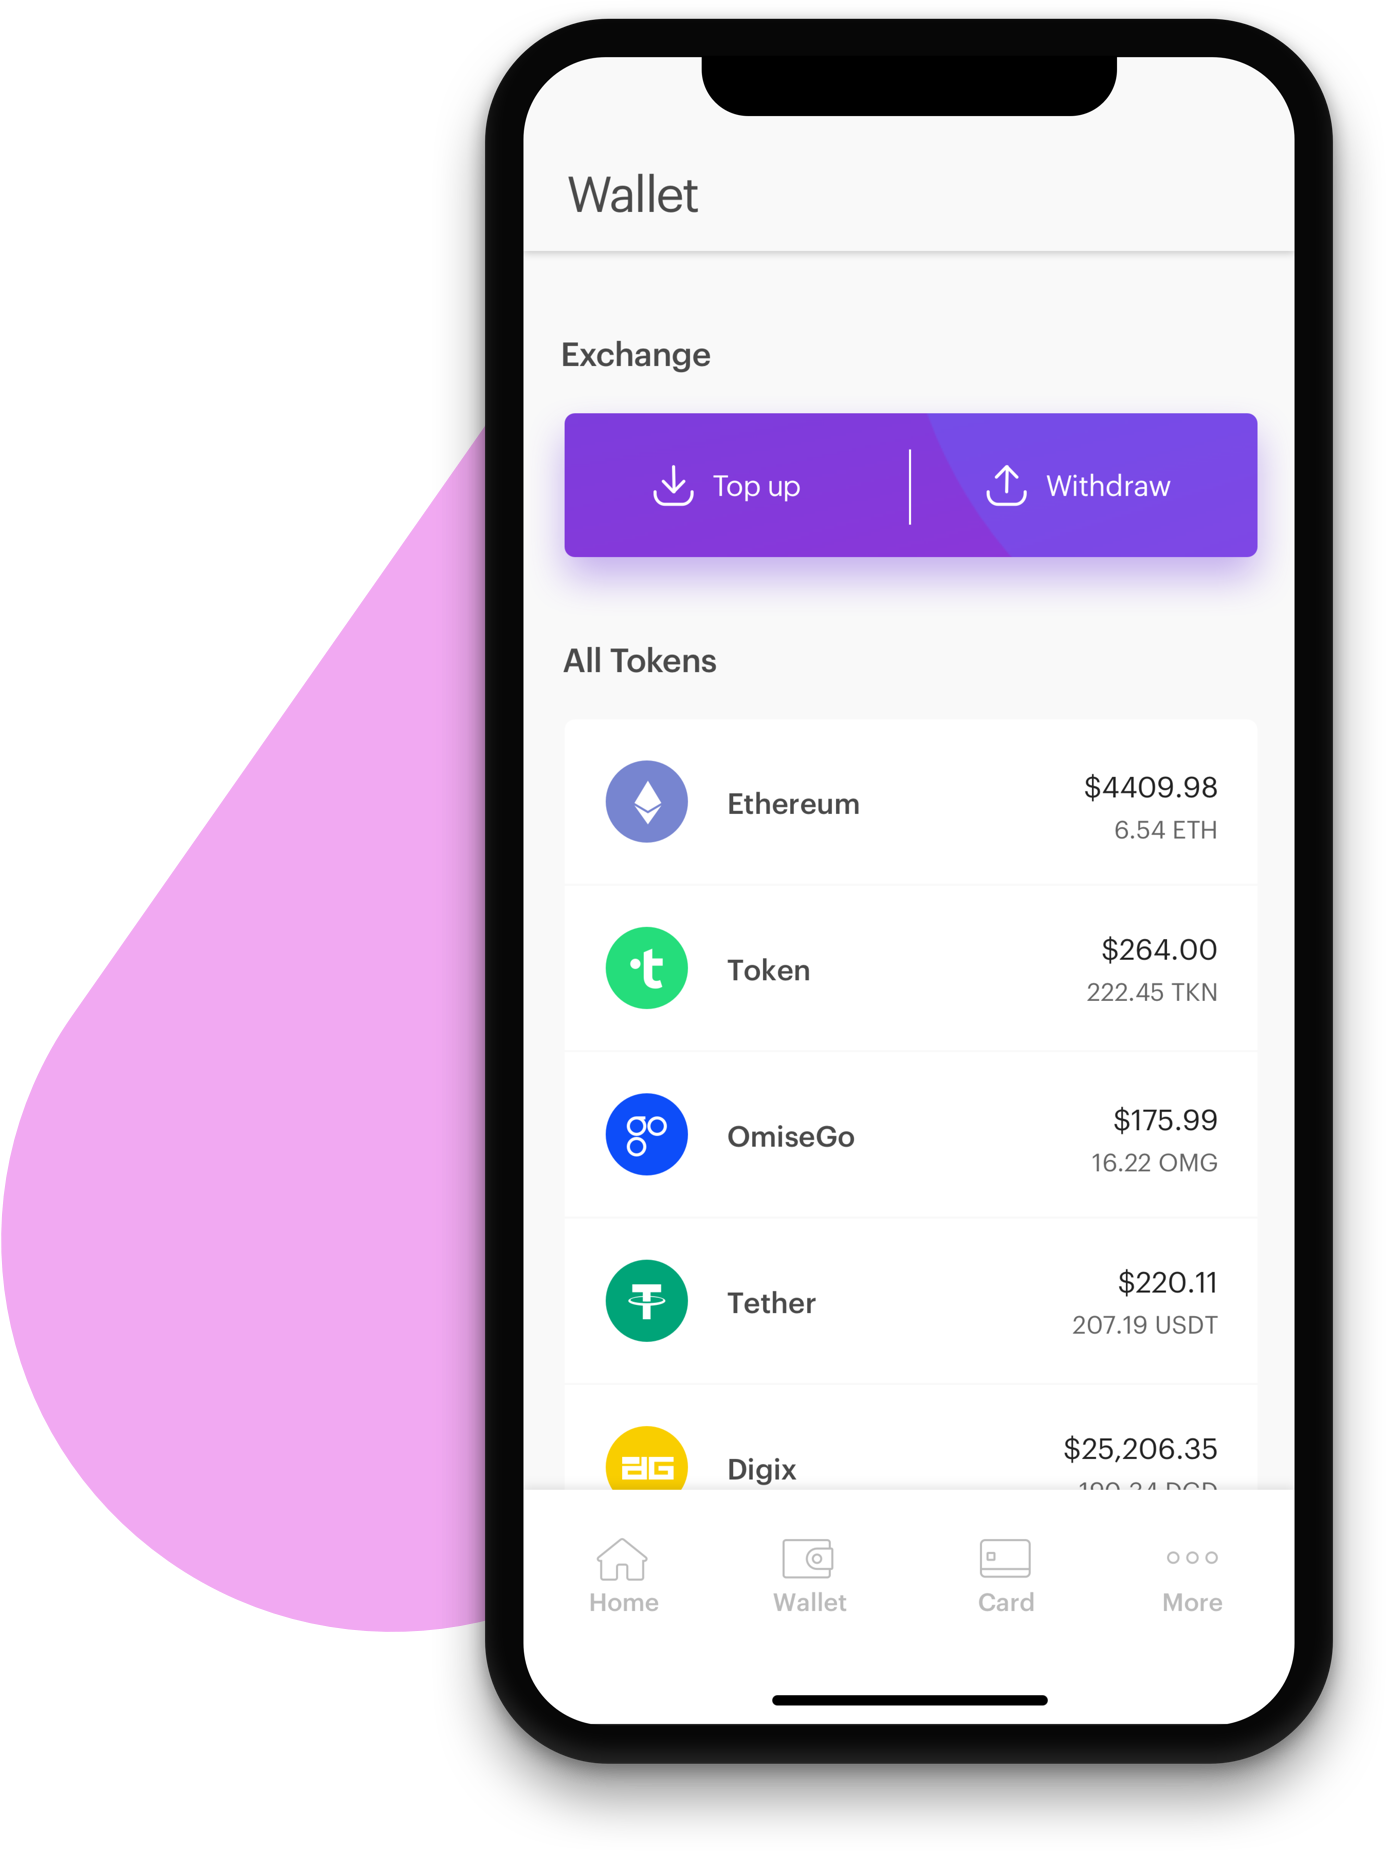 Wallet
Exchange
Top up
Withdraw
All Tokens
Ethereum
$4409.98
6.54 ETH
Token
$264.00
222.45 TKN
OmiseGo
$175.99
16.22 OMG
Tether
$220.11
207.19 USDT
Digix
$25,206.35
Home
Wallet
Card
More